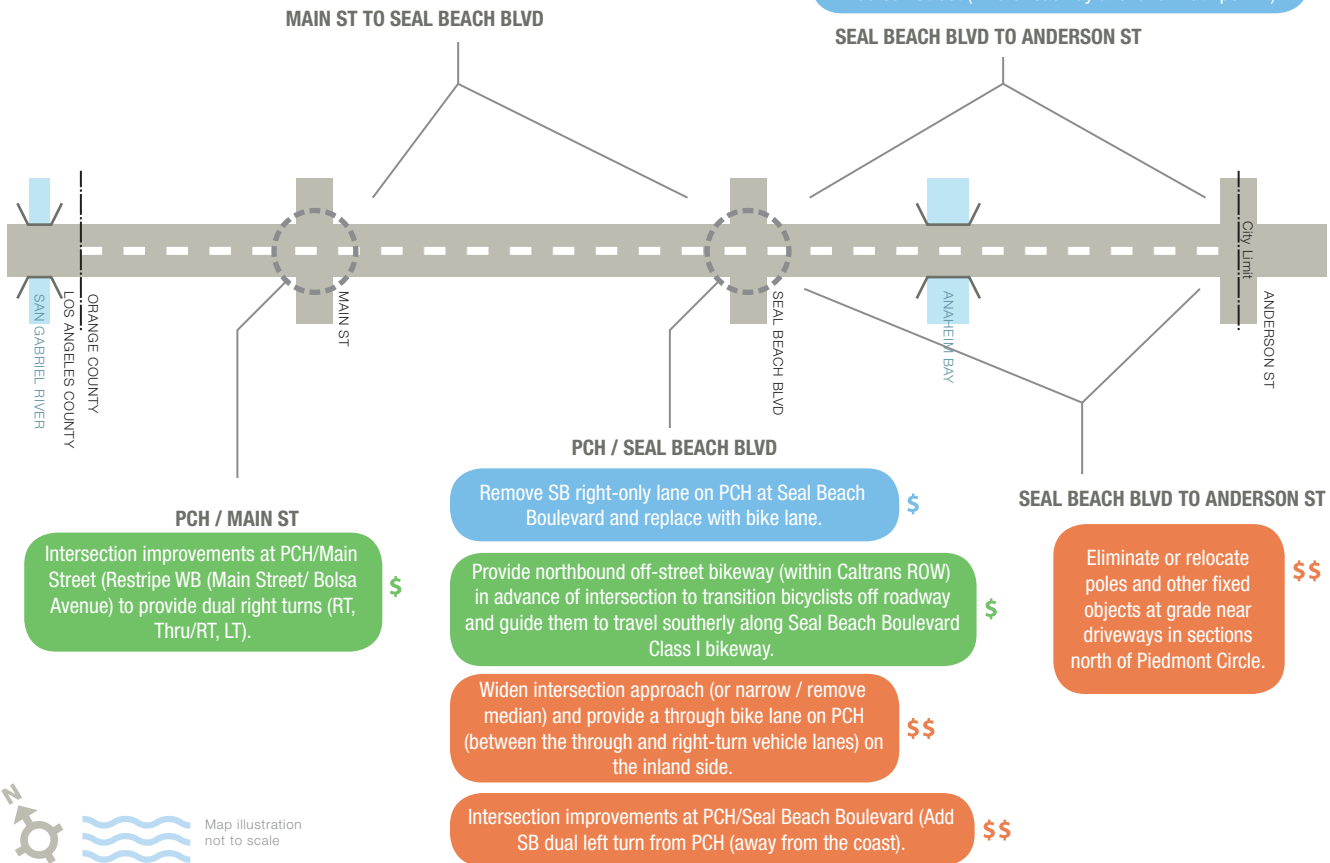 MAIN ST TO SEAL BEACH BLVD
SEAL BEACH BLVD TO ANDERSON ST
SAN GABRIEL RIVER
LOS ANGELES COUNTY
ORANGE COUNTY
MAIN ST
SEAL BEACH BLVD
ANAHEIM BAY
City Limit
ANDERSON ST
PCH / MAIN ST
Intersection improvements at PCH/Main
Street (Restripe WB (Main Street/ Bolsa
Avenue) to provide dual right turns (RT,
Thru/RT, LT).
$
PCH / SEAL BEACH BLVD
Remove SB right-only lane on PCH at Seal Beach
Boulevard and replace with bike lane.
$
Provide northbound off-street bikeway (within Caltrans ROW)
in advance of intersection to transition bicyclists off roadway
and guide them to travel southerly along Seal Beach Boulevard
Class I bikeway.
$
Widen intersection approach (or narrow / remove
median) and provide a through bike lane on PCH
(between the through and right-turn vehicle lanes) on
the inland side.
$$
Intersection improvements at PCH/Seal Beach Boulevard (Add
SB dual left turn from PCH (away from the coast).
$$
SEAL BEACH BLVD TO ANDERSON ST
Eliminate or relocate
poles and other fixed
objects at grade near
driveways in sections
north of Piedmont Circle.
$$
N
Map illustration
not to scale